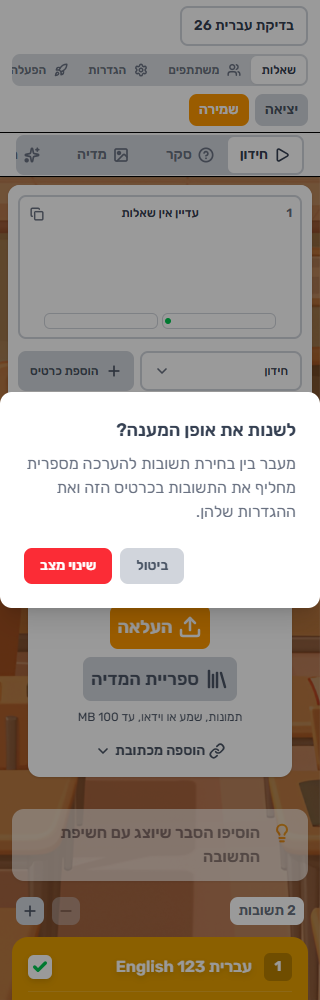 בדיקת עברית 26
שאלות
משתתפים
הגדרות
הפעלה
יציאה
שמירה
חידון
סקר
מדיה
1
עדיין אין שאלות
חידון
הוספת כרטיס
לשנות את אופן המענה?
מעבר בין בחירת תשובות להערכה מספרית
מחליף את התשובות בכרטיס הזה ואת
ההגדרות שלהן.
ביטול
שינוי מצב
העלאה
ספריית המדיה
תמונות, שמע או וידאו, עד 100 MB
הוספה מכתובת
הוסיפו הסבר שיוצג עם חשיפת
התשובה
2 תשובות
1
עברית English 123